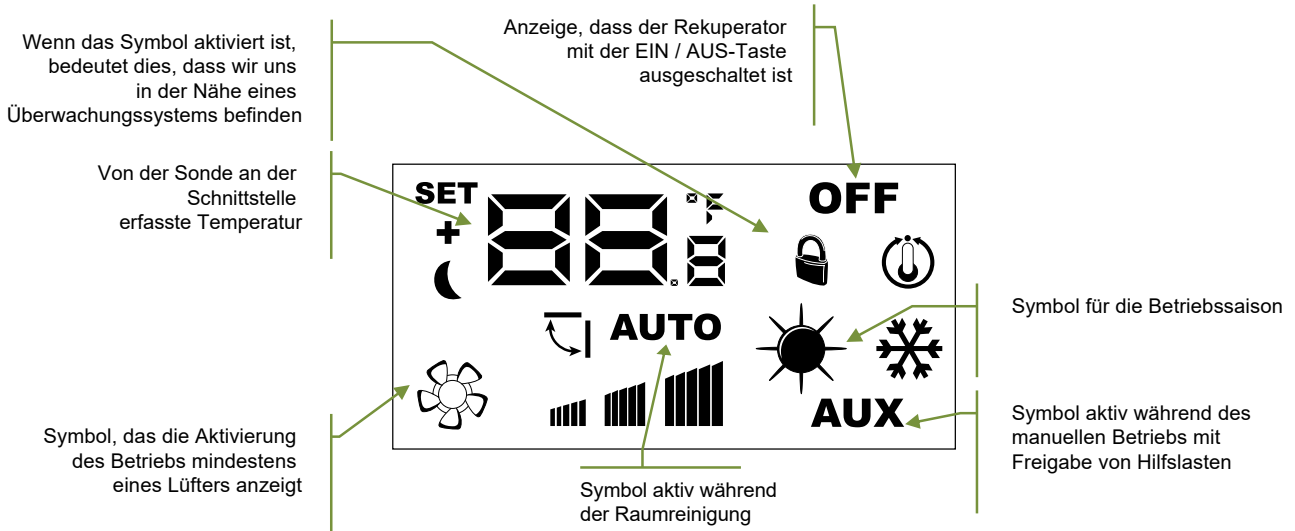 Wenn das Symbol aktiviert ist,
bedeutet dies, dass wir uns
in der Nähe eines
Überwachungssystems befinden
Anzeige, dass der Rekuperator
mit der EIN / AUS-Taste
ausgeschaltet ist
Von der Sonde an der
Schnittstelle
erfasste Temperatur
SET
+
88.8
°F
OFF
AUTO
AUX
Symbol für die Betriebssaison
Symbol aktiv während des
manuellen Betriebs mit
Freigabe von Hilfslasten
Symbol, das die Aktivierung
des Betriebs mindestens
eines Lüfters anzeigt
Symbol aktiv während
der Raumreinigung